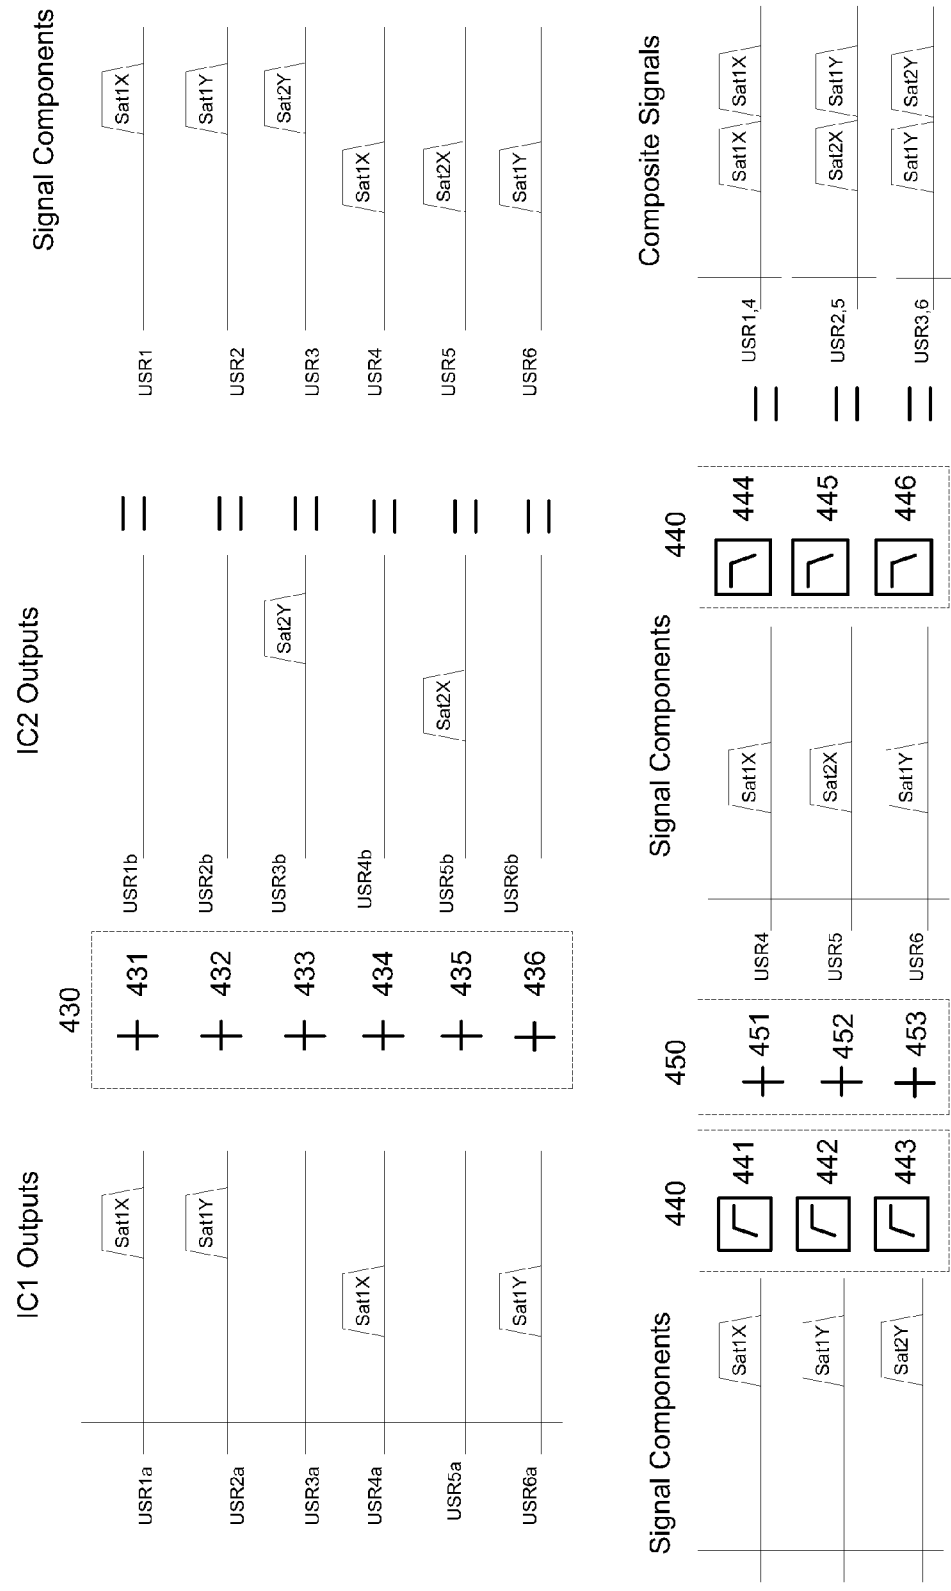 IC1 Outputs
430
IC2 Outputs
Signal Components
USR1a
Sat1X
431
USR1b
USR1
Sat1X
USR2a
Sat1Y
432
USR2b
USR2
Sat1Y
USR3a
433
USR3b
Sat2Y
USR3
Sat2Y
USR4a
Sat1X
434
USR4b
USR4
Sat1X
USR5a
435
USR5b
Sat2X
USR5
Sat2X
USR6a
Sat1Y
436
USR6b
USR6
Sat1Y
Signal Components
440
450
Signal Components
440
Composite Signals
Sat1X
441
451
USR4
Sat1X
444
USR1,4
Sat1X
Sat1X
Sat1Y
442
452
USR5
Sat2X
445
USR2,5
Sat2X
Sat1Y
Sat2Y
443
453
USR6
Sat1Y
446
USR3,6
Sat1Y
Sat2Y